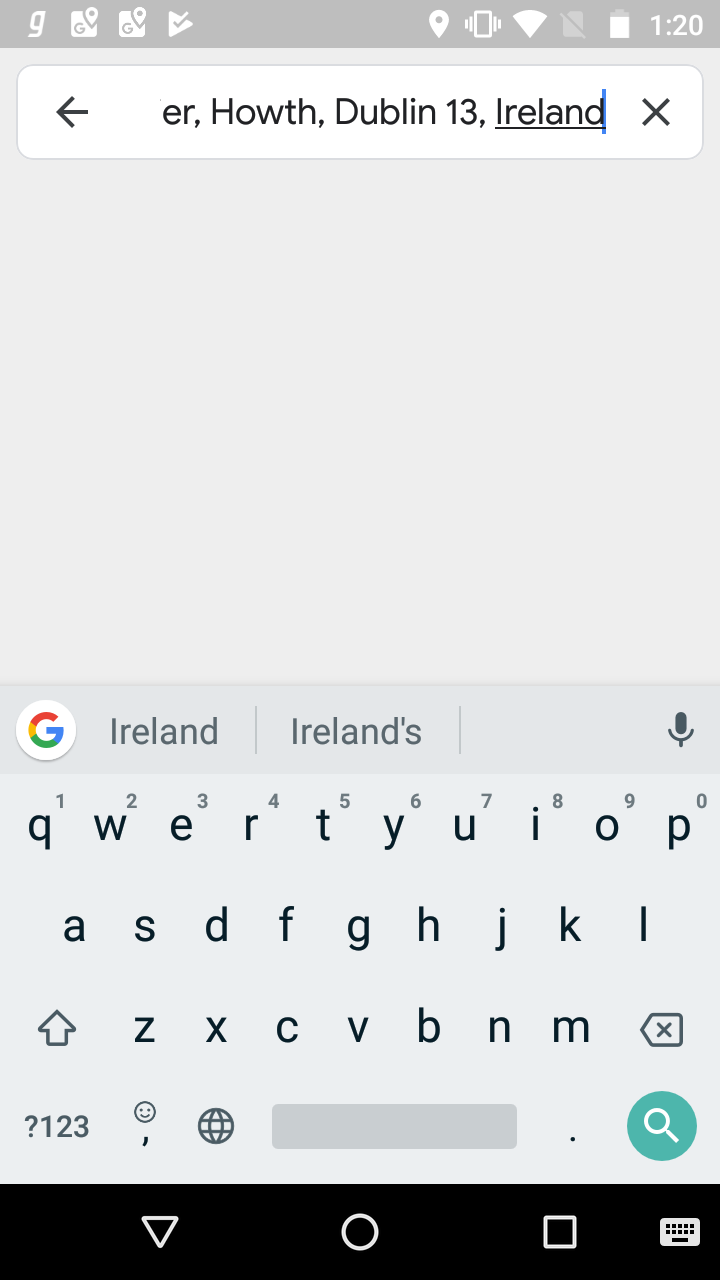 1:20
er, Howth, Dublin 13, Ireland
Ireland Ireland's
q 1 w 2 e 3 r 4 t 5 y 6 u 7 i 8 o 9 p 0
a s d f g h j k l
z x c v b n m
?123 , .